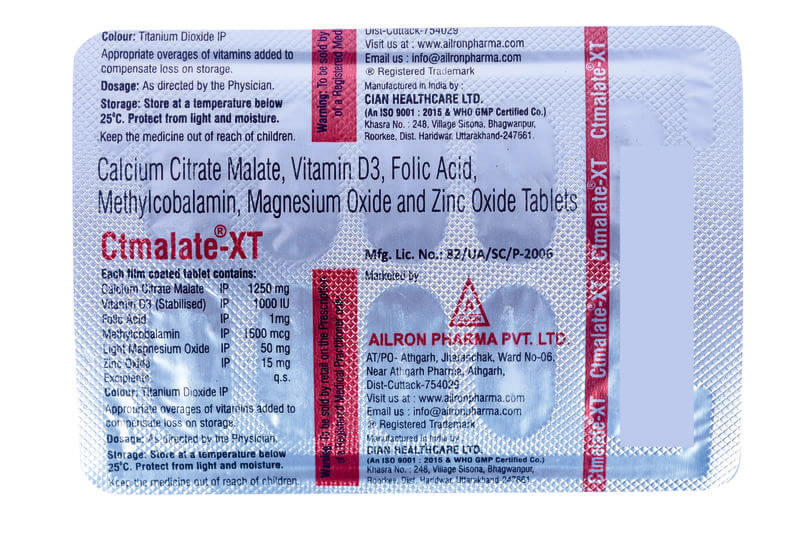 Colour: Titanium Dioxide IP
Appropriate overages of vitamins added to
compensate loss on storage.
Dosage: As directed by the Physician.
Storage: Store at a temperature below
25°C. Protect from light and moisture.
Keep the medicine out of reach of children.
Warning: To be sold by
of a Registered Med
Dist-Cuttack-754029
Visit us at : www.ailronpharma.com
Email us : info@ailronpharma.com
® Registered Trademark
Manufactured in India by :
CIAN HEALTHCARE LTD.
(An ISO 9001 : 2015 & WHO GMP Certified Co.)
Khasra No. : 248, Village Sisona, Bhagwanpur,
Roorkee, Dist. Haridwar, Uttarakhand-247661.
Calcium Citrate Malate, Vitamin D3, Folic Acid,
Methylcobalamin, Magnesium Oxide and Zinc Oxide Tablets
Ctmalate®-XT
Each film coated tablet contains:
Calcium Citrate Malate IP 1250 mg
Vitamin D3 (Stabilised) IP 1000 IU
Folic Acid IP 1mg
Methylcobalamin IP 1500 mcg
Light Magnesium Oxide IP 50 mg
Zinc Oxide IP 15 mg
Excipients q.s.
Colour: Titanium Dioxide IP
Appropriate overages of vitamins added to
compensate loss on storage.
Dosage: As directed by the Physician.
Storage: Store at a temperature below
25°C. Protect from light and moisture.
Keep the medicine out of reach of children.
Warning: To be sold by retail on the Prescription
of a Registered Medical Practitioner only.
Mfg. Lic. No.: 82/UA/SC/P-2006
Marketed by
AILRON PHARMA PVT. LTD.
AT/PO- Athgarh, Jharaschak, Ward No-06,
Near Athgarh Pharma, Athgarh,
Dist-Cuttack-754029
Visit us at : www.ailronpharma.com
Email us : info@ailronpharma.com
® Registered Trademark
Manufactured in India by :
CIAN HEALTHCARE LTD.
(An ISO 9001 : 2015 & WHO GMP Certified Co.)
Khasra No. : 248, Village Sisona, Bhagwanpur,
Roorkee, Dist. Haridwar, Uttarakhand-247661.
Ctmalate®-XT
Ctmalate®-XT
Ctmalate®-XT
Ctmalate-XT